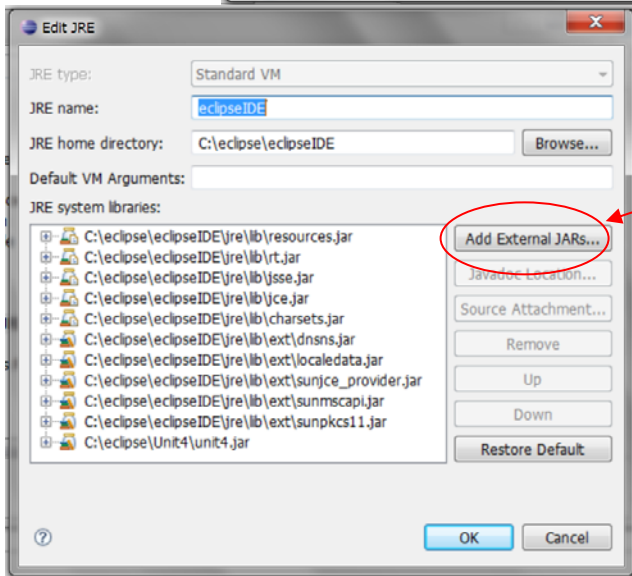 Edit JRE
JRE type: Standard VM
JRE name: eclipseIDE
JRE home directory: C:\eclipse\eclipseIDE Browse...
Default VM Arguments:
JRE system libraries:
C:\eclipse\eclipseIDE\jre\lib\resources.jar
C:\eclipse\eclipseIDE\jre\lib\rt.jar
C:\eclipse\eclipseIDE\jre\lib\jsse.jar
C:\eclipse\eclipseIDE\jre\lib\jce.jar
C:\eclipse\eclipseIDE\jre\lib\charsets.jar
C:\eclipse\eclipseIDE\jre\lib\ext\dnsns.jar
C:\eclipse\eclipseIDE\jre\lib\ext\localedata.jar
C:\eclipse\eclipseIDE\jre\lib\ext\sunjce_provider.jar
C:\eclipse\eclipseIDE\jre\lib\ext\sunmscapi.jar
C:\eclipse\eclipseIDE\jre\lib\ext\sunpkcs11.jar
C:\eclipse\Unit4\unit4.jar
Add External JARs...
Javadoc Location...
Source Attachment...
Remove
Up
Down
Restore Default
OK Cancel